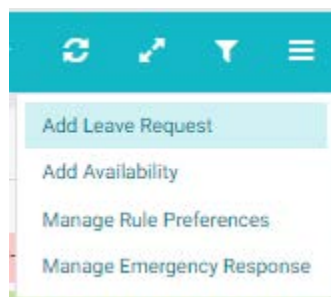 Add Leave Request
Add Availability
Manage Rule Preferences
Manage Emergency Response